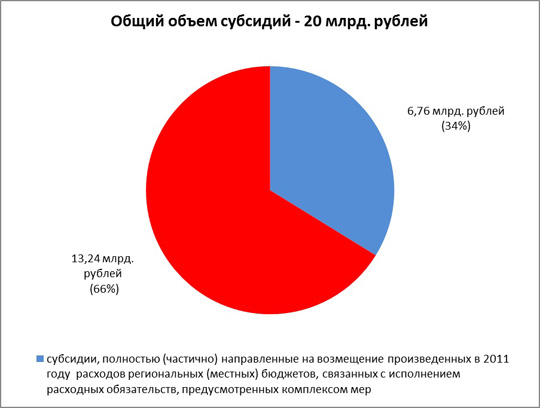 Общий объем субсидий - 20 млрд. рублей
6,76 млрд. рублей
(34%)
13,24 млрд.
рублей
(66%)
субсидии, полностью (частично) направленные на возмещение произведенных в 2011
году расходов региональных (местных) бюджетов, связанных с исполнением
расходных обязательств, предусмотренных комплексом мер